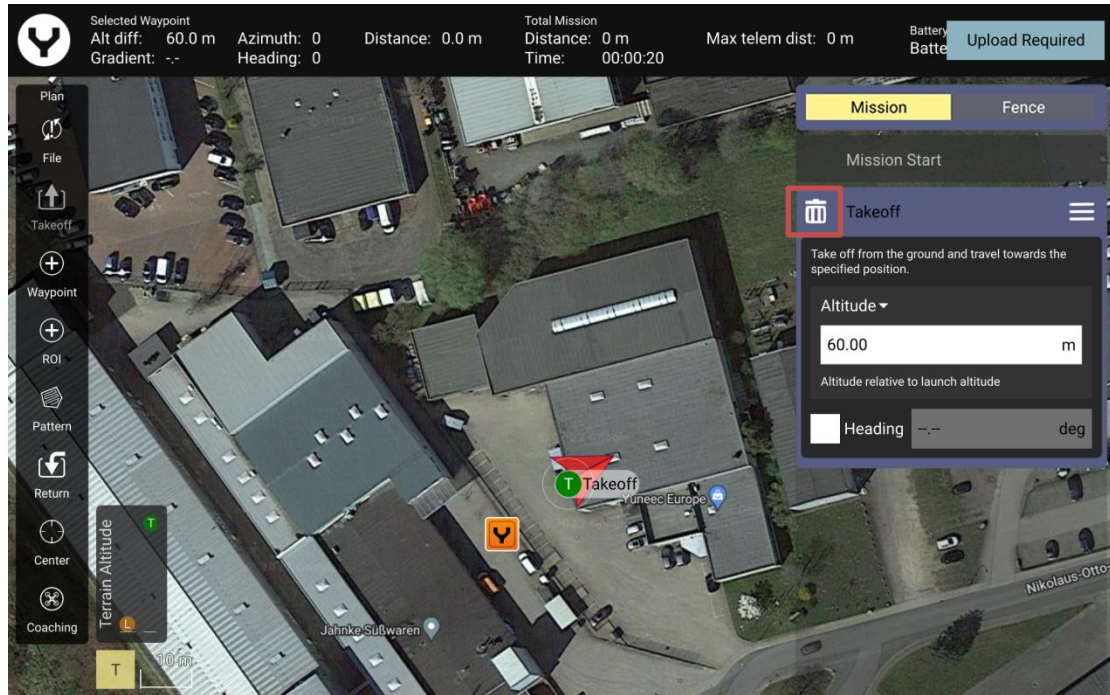 Selected Waypoint
Alt diff: 60.0 m Azimuth: 0 Distance: 0.0 m
Gradient: -.- Heading: 0
Total Mission
Distance: 0 m Max telem dist: 0 m
Time: 00:00:20
Battery
Batte
Upload Required
Plan
File
Takeoff
Waypoint
ROI
Pattern
Return
Center
Coaching
Mission Fence
Mission Start
Takeoff
Take off from the ground and travel towards the
specified position.
Altitude
60.00 m
Altitude relative to launch altitude
Heading --.-- deg
T Takeoff
Yuneec Europe
Nikolaus-Otto-
Jahnke Süßwaren
Terrain Altitude
T
L
T
10 m